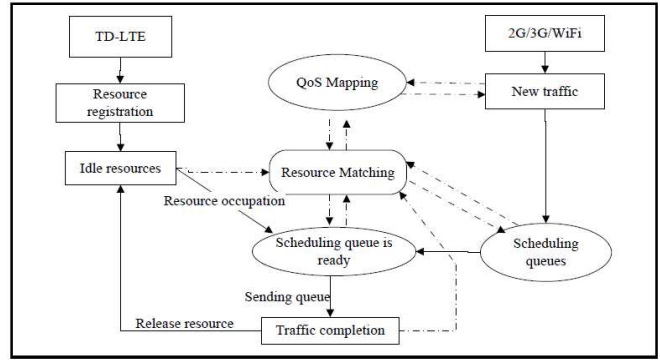 TD-LTE
2G/3G/WiFi
QoS Mapping
Resource
registration
New traffic
Idle resources
Resource Matching
Resource occupation
Scheduling queue is
ready
Scheduling
queues
Sending queue
Release resource
Traffic completion